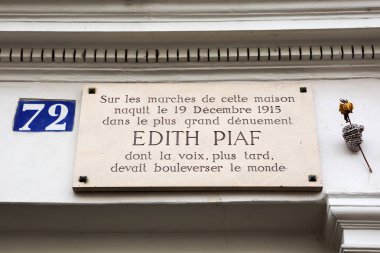 72
Sur les marches de cette maison
naquit le 19 Décembre 1915
dans le plus grand dénuement
EDITH PIAF
dont la voix, plus tard,
devait bouleverser le monde